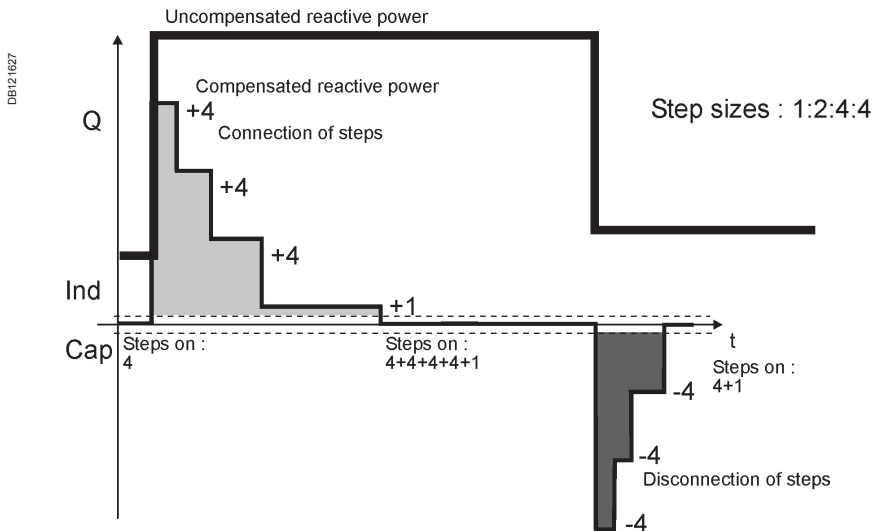 Uncompensated reactive power
DB121627
Compensated reactive power
Q
+4
Step sizes : 1:2:4:4
Connection of steps
+4
+4
Ind
+1
Cap
Steps on :
4
Steps on :
4+4+4+4+1
t
Steps on :
4+1
-4
-4
Disconnection of steps
-4